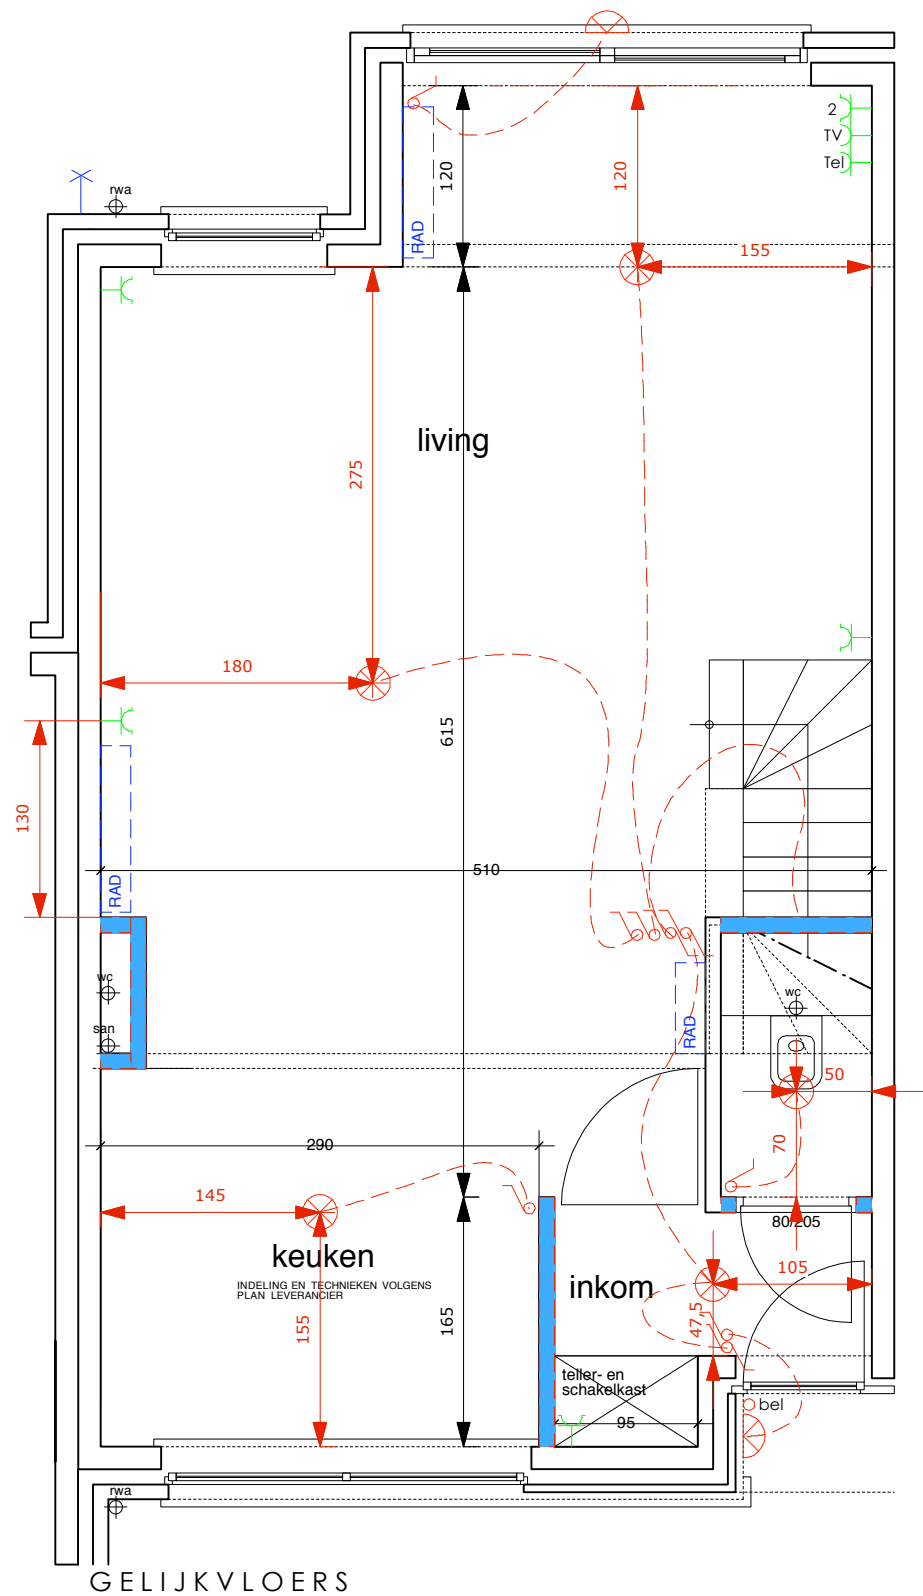 2
TV
Tel
rwa
120
120
RAD
155
living
275
180
615
130
510
RAD
wc
san
wc
RAD
50
290
70
145
80/205
keuken
INDELING EN TECHNIEKEN VOLGENS
PLAN LEVERANCIER
inkom
105
155
165
47,5
teller- en
schakelkast
bel
95
rwa
GELIJKVLOERS